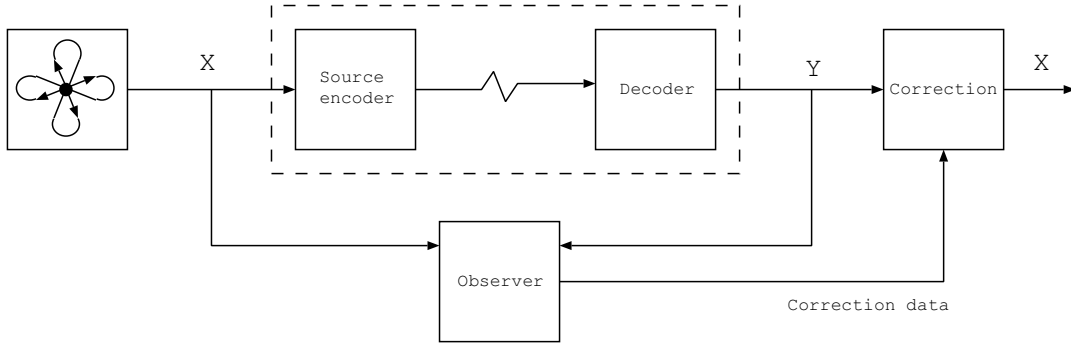 X
Source
encoder
Decoder
Y
Correction
X
Observer
Correction data